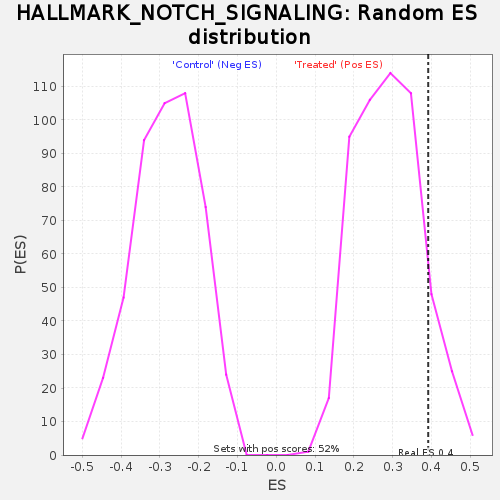 HALLMARK_NOTCH_SIGNALING: Random ES
distribution
'Control' (Neg ES) 'Treated' (Pos ES)
110
100
90
80
70
60
50
40
30
20
10
0
P(ES)
Sets with pos scores: 52%
Real ES 0.4
-0.5 -0.4 -0.3 -0.2 -0.1 0.0 0.1 0.2 0.3 0.4 0.5
ES